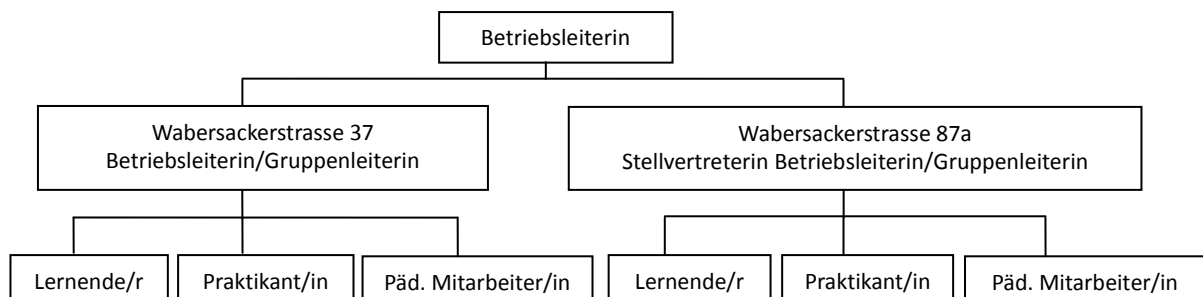 Betriebsleiterin
Wabersackerstrasse 37
Betriebsleiterin/Gruppenleiterin
Wabersackerstrasse 87a
Stellvertreterin Betriebsleiterin/Gruppenleiterin
Lernende/r
Praktikant/in
Päd. Mitarbeiter/in
Lernende/r
Praktikant/in
Päd. Mitarbeiter/in